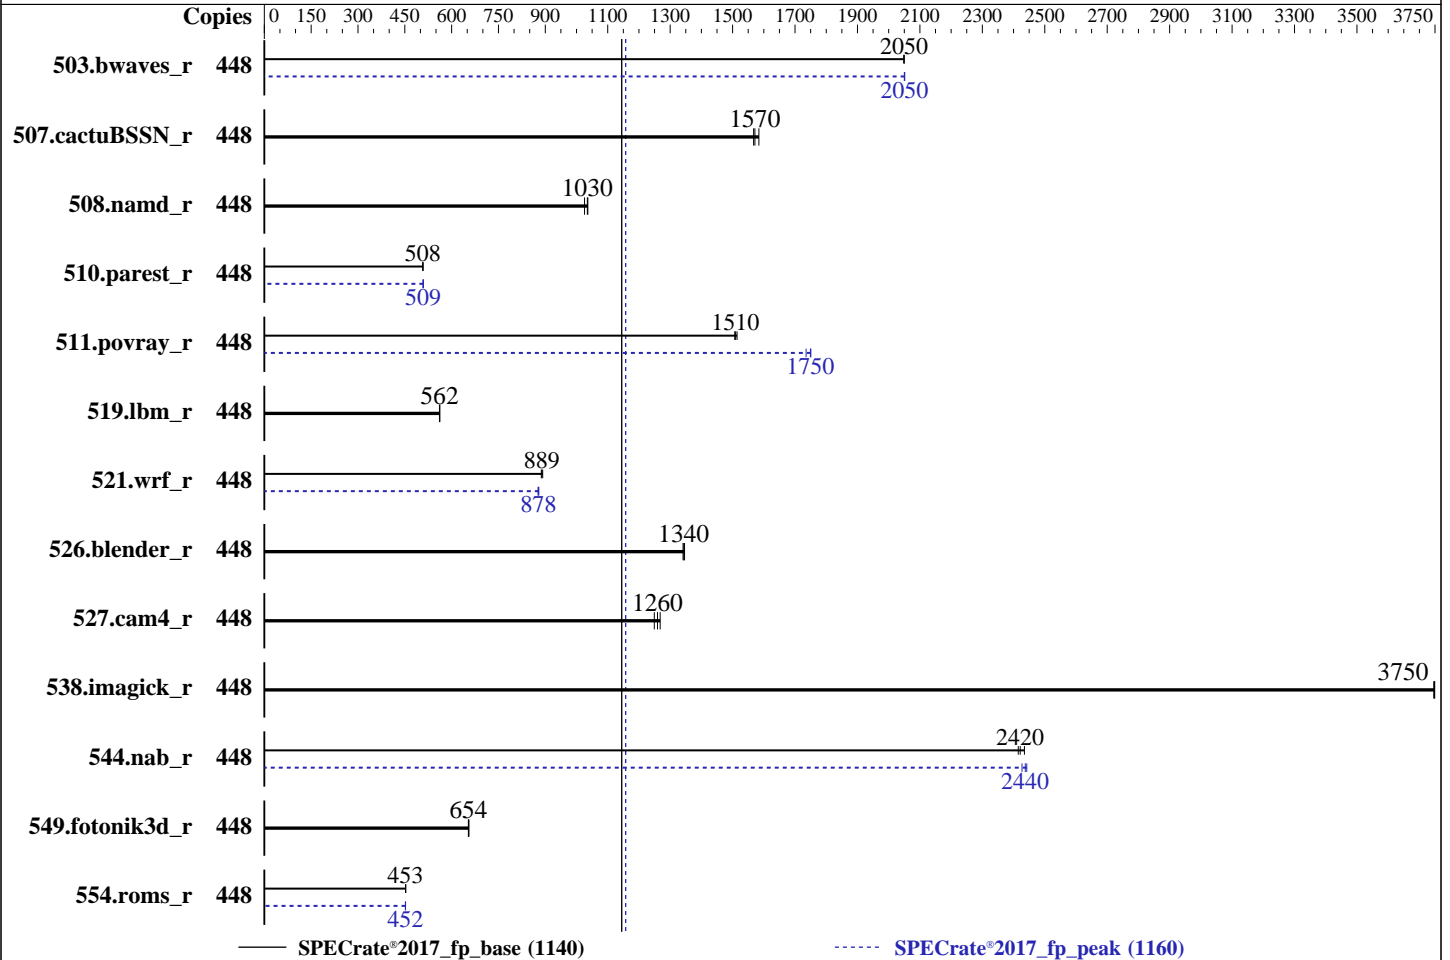 Copies 0 150 300 450 600 750 900 1100 1300 1500 1700 1900 2100 2300 2500 2700 2900 3100 3300 3500 3750
503.bwaves_r 448 2050
2050
507.cactuBSSN_r 448 1570
508.namd_r 448 1030
510.parest_r 448 508
509
511.povray_r 448 1510
1750
519.lbm_r 448 562
521.wrf_r 448 889
878
526.blender_r 448 1340
527.cam4_r 448 1260
538.imagick_r 448 3750
544.nab_r 448 2420
2440
549.fotonik3d_r 448 654
554.roms_r 448 453
452
SPECrate®2017_fp_base (1140) SPECrate®2017_fp_peak (1160)